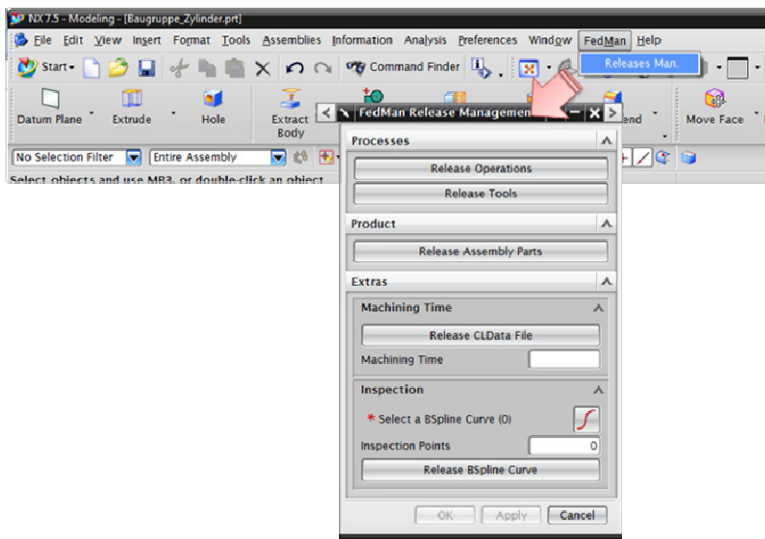 NX 7.5 - Modeling - [Baugruppe_Zylinder.prt]
File Edit View Insert Format Tools Assemblies Information Analysis Preferences Window FedMan Help
Start Command Finder Releases Man.
Datum Plane Extrude Hole Extract Body end Move Face
FedMan Release Managemen
No Selection Filter Entire Assembly
Select objects and use MB3, or double-click an object
Processes
Release Operations
Release Tools
Product
Release Assembly Parts
Extras
Machining Time
Release CLData File
Machining Time
Inspection
* Select a BSpline Curve (0)
Inspection Points 0
Release BSpline Curve
OK Apply Cancel